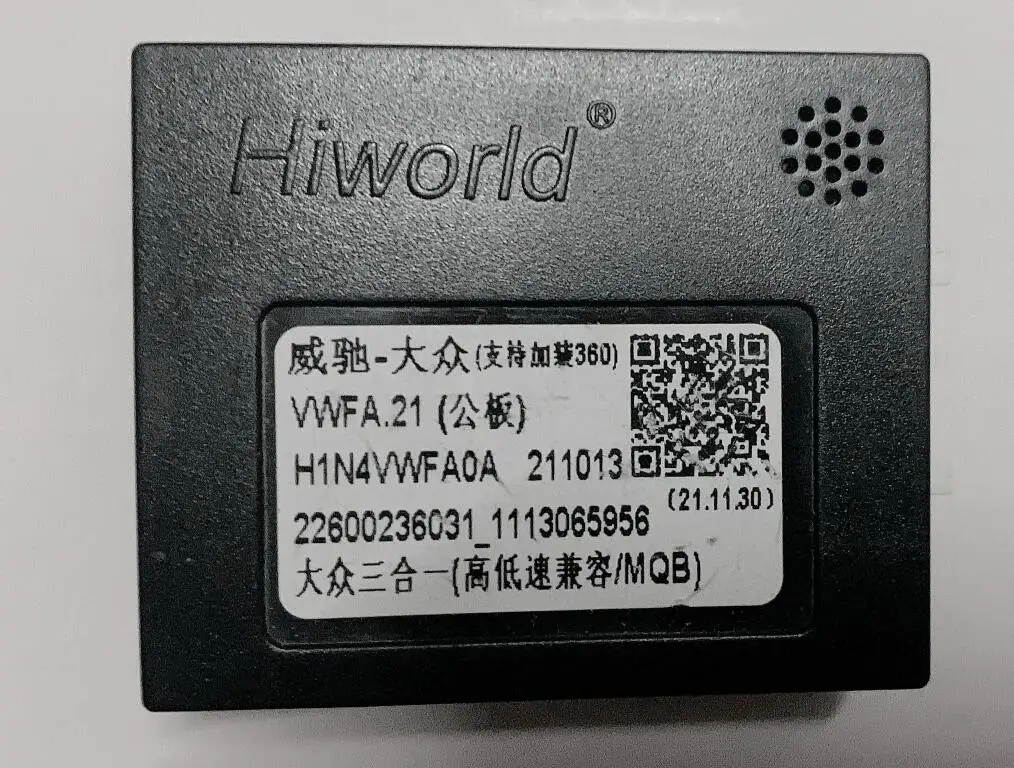 Hiworld®
威驰-大众(支持加装360)
VWFA.21 (公板)
H1N4VWFA0A 211013
(21.11.30)
22600236031_1113065956
大众三合一(高低速兼容/MQB)